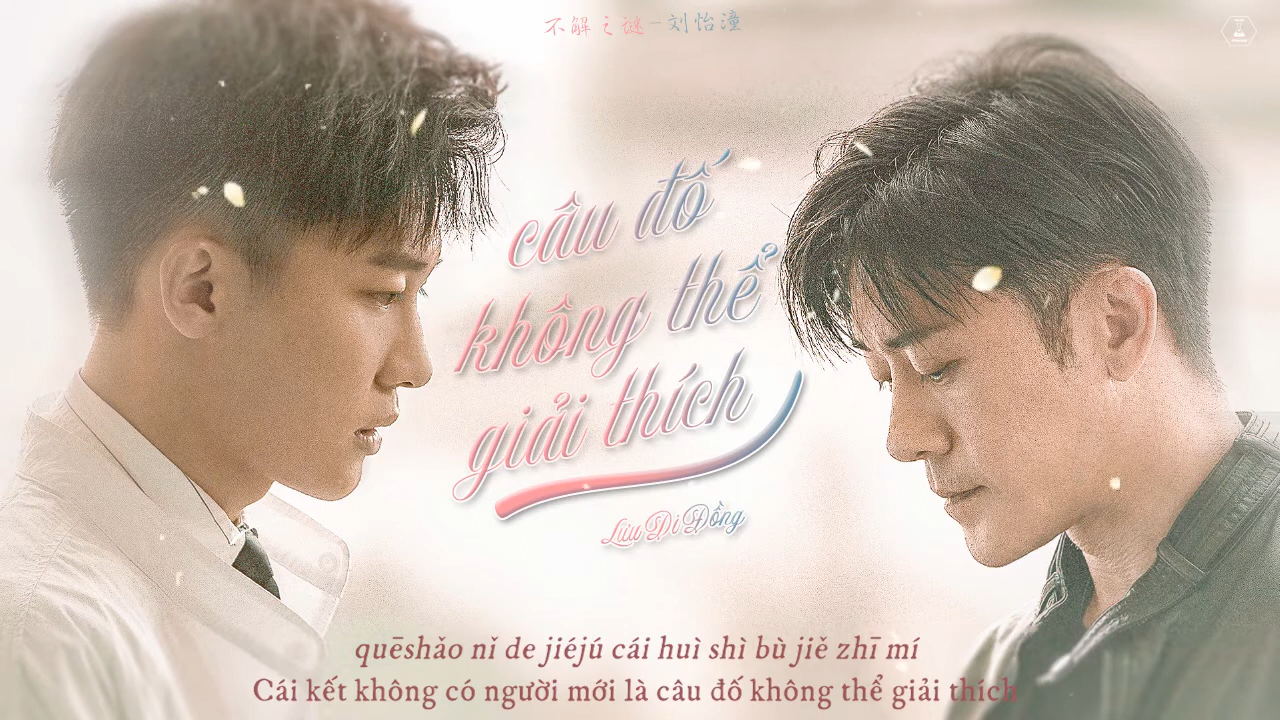 不解之谜 - 刘怡潼
câu đố
không thể
giải thích
Lưu Di Đồng
quēshǎo nǐ de jiéjú cái huì shì bù jiě zhī mí
Cái kết không có người mới là câu đố không thể giải thích